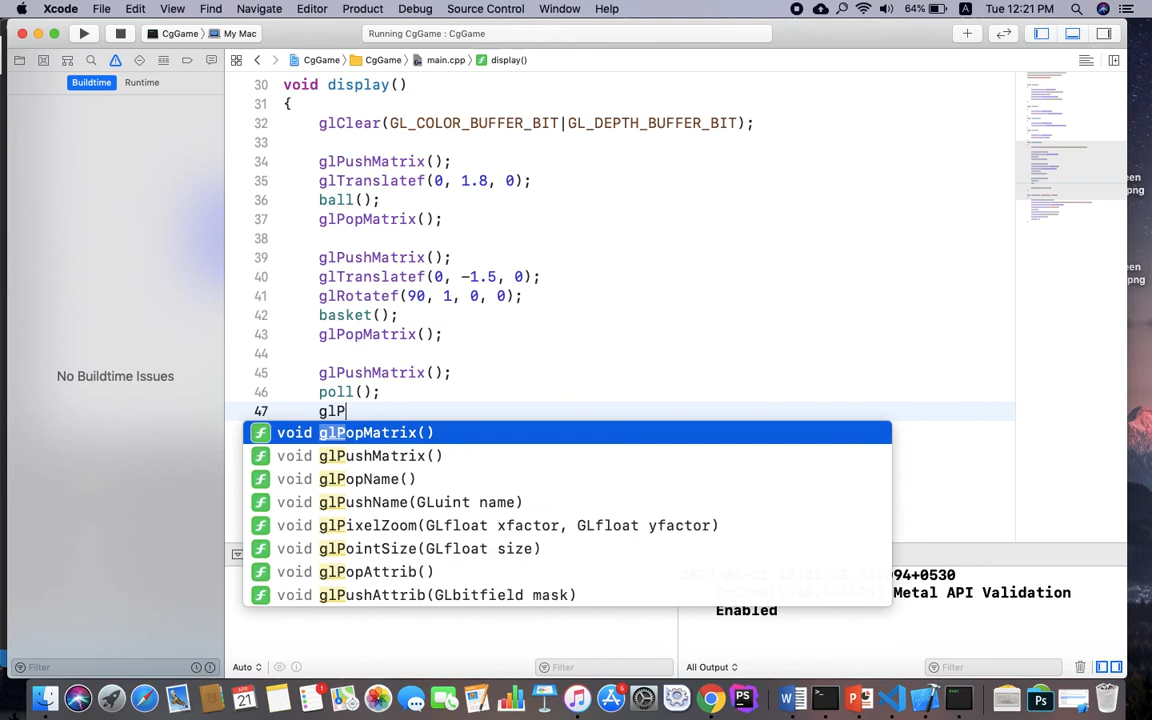 Xcode File Edit View Find Navigate Editor Product Debug Source Control Window Help 64% A Tue 12:21 PM
CgGame My Mac Running CgGame : CgGame
CgGame CgGame main.cpp display()
Buildtime Runtime
No Buildtime Issues
30 void display()
31 {
32 glClear(GL_COLOR_BUFFER_BIT|GL_DEPTH_BUFFER_BIT);
33
34 glPushMatrix();
35 glTranslatef(0, 1.8, 0);
36 ball();
37 glPopMatrix();
38
39 glPushMatrix();
40 glTranslatef(0, -1.5, 0);
41 glRotatef(90, 1, 0, 0);
42 basket();
43 glPopMatrix();
44
45 glPushMatrix();
46 poll();
47 glP
void glPopMatrix()
void glPushMatrix()
void glPopName()
void glPushName(GLuint name)
void glPixelZoom(GLfloat xfactor, GLfloat yfactor)
void glPointSize(GLfloat size)
void glPopAttrib()
void glPushAttrib(GLbitfield mask)
94+0530
Metal API Validation
Enabled
een
png
een
png
Filter Auto Filter All Output Filter